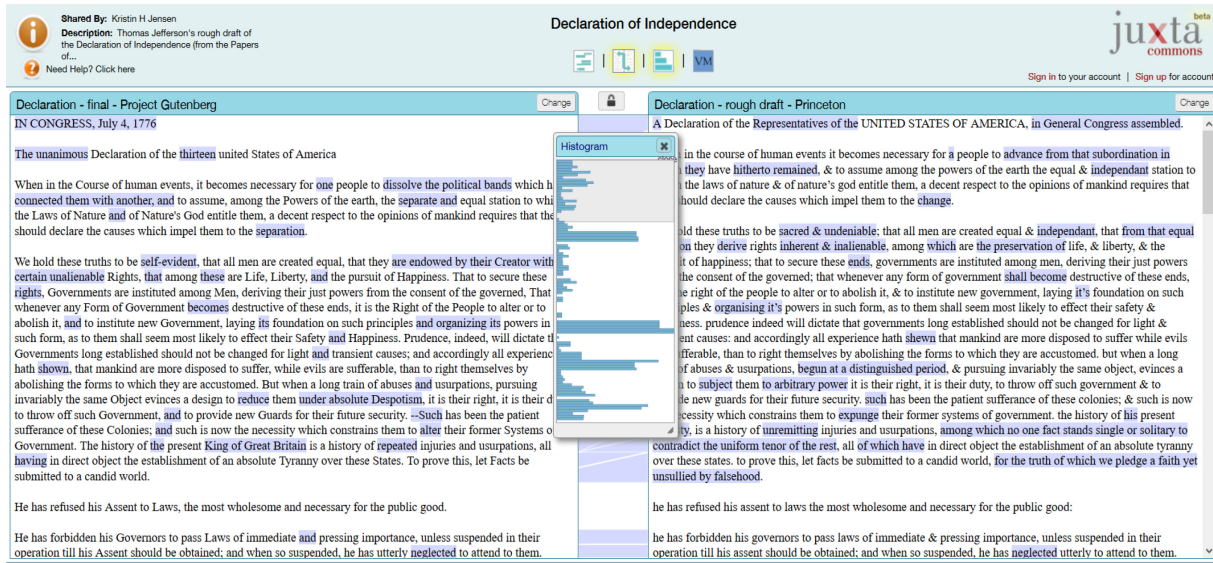 Shared By: Kristin H Jensen
Description: Thomas Jefferson's rough draft of
the Declaration of Independence (from the Papers
of...
Need Help? Click here
Declaration of Independence
| | | VM
juxta beta
commons
Sign in to your account | Sign up for account
Declaration - final - Project Gutenberg
Change
IN CONGRESS, July 4, 1776
The unanimous Declaration of the thirteen united States of America
When in the Course of human events, it becomes necessary for one people to dissolve the political bands which
connected them with another, and to assume, among the Powers of the earth, the separate and equal station to
the Laws of Nature and of Nature's God entitle them, a decent respect to the opinions of mankind requires that
should declare the causes which impel them to the separation.
We hold these truths to be self-evident, that all men are created equal, that they are endowed by their Creator with
certain unalienable Rights, that among these are Life, Liberty, and the pursuit of Happiness. That to secure these
rights, Governments are instituted among Men, deriving their just powers from the consent of the governed, That
whenever any Form of Government becomes destructive of these ends, it is the Right of the People to alter or to
abolish it, and to institute new Government, laying its foundation on such principles and organizing its powers in
such form, as to them shall seem most likely to effect their Safety and Happiness. Prudence, indeed, will dictate
Governments long established should not be changed for light and transient causes; and accordingly all
hath shown, that mankind are more disposed to suffer, while evils are sufferable, than to right themselves by
abolishing the forms to which they are accustomed. But when a long train of abuses and usurpations, pursuing
invariably the same Object evinces a design to reduce them under absolute Despotism, it is their right, it is their
to throw off such Government, and to provide new Guards for their future security. --Such has been the patient
sufferance of these Colonies; and such is now the necessity which constrains them to alter their former Systems
Government. The history of the present King of Great Britain is a history of repeated injuries and usurpations, all
having in direct object the establishment of an absolute Tyranny over these States. To prove this, let Facts be
submitted to a candid world.
He has refused his Assent to Laws, the most wholesome and necessary for the public good.
He has forbidden his Governors to pass Laws of immediate and pressing importance, unless suspended in their
operation till his Assent should be obtained; and when so suspended, he has utterly neglected to attend to them.
Histogram
Declaration - rough draft - Princeton
Change
A Declaration of the Representatives of the UNITED STATES OF AMERICA, in General Congress assembled.
in the course of human events it becomes necessary for a people to advance from that subordination in
they have hitherto remained, & to assume among the powers of the earth the equal & independant station to
the laws of nature & of nature's god entitle them, a decent respect to the opinions of mankind requires that
should declare the causes which impel them to the change.
hold these truths to be sacred & undeniable; that all men are created equal & independant, that from that equal
they derive rights inherent & inalienable, among which are the preservation of life, & liberty, & the
of happiness; that to secure these ends, governments are instituted among men, deriving their just powers
the consent of the governed; that whenever any form of government shall become destructive of these ends,
the right of the people to alter or to abolish it, & to institute new government, laying it's foundation on such
& organising it's powers in such form, as to them shall seem most likely to effect their safety &
prudence indeed will dictate that governments long established should not be changed for light &
causes: and accordingly all experience hath shewn that mankind are more disposed to suffer while evils
than to right themselves by abolishing the forms to which they are accustomed. but when a long
of abuses & usurpations, begun at a distinguished period, & pursuing invariably the same object, evinces a
to subject them to arbitrary power it is their right, it is their duty, to throw off such government & to
new guards for their future security. such has been the patient sufferance of these colonies; & such is now
which constrains them to expunge their former systems of government. the history of his present
is a history of unremitting injuries and usurpations, among which no one fact stands single or solitary to
contradict the uniform tenor of the rest, all of which have in direct object the establishment of an absolute tyranny
over these states. to prove this, let facts be submitted to a candid world, for the truth of which we pledge a faith yet
unsullied by falsehood.
he has refused his assent to laws the most wholesome and necessary for the public good:
he has forbidden his governors to pass laws of immediate & pressing importance, unless suspended in their
operation till his assent should be obtained; and when so suspended, he has neglected utterly to attend to them.